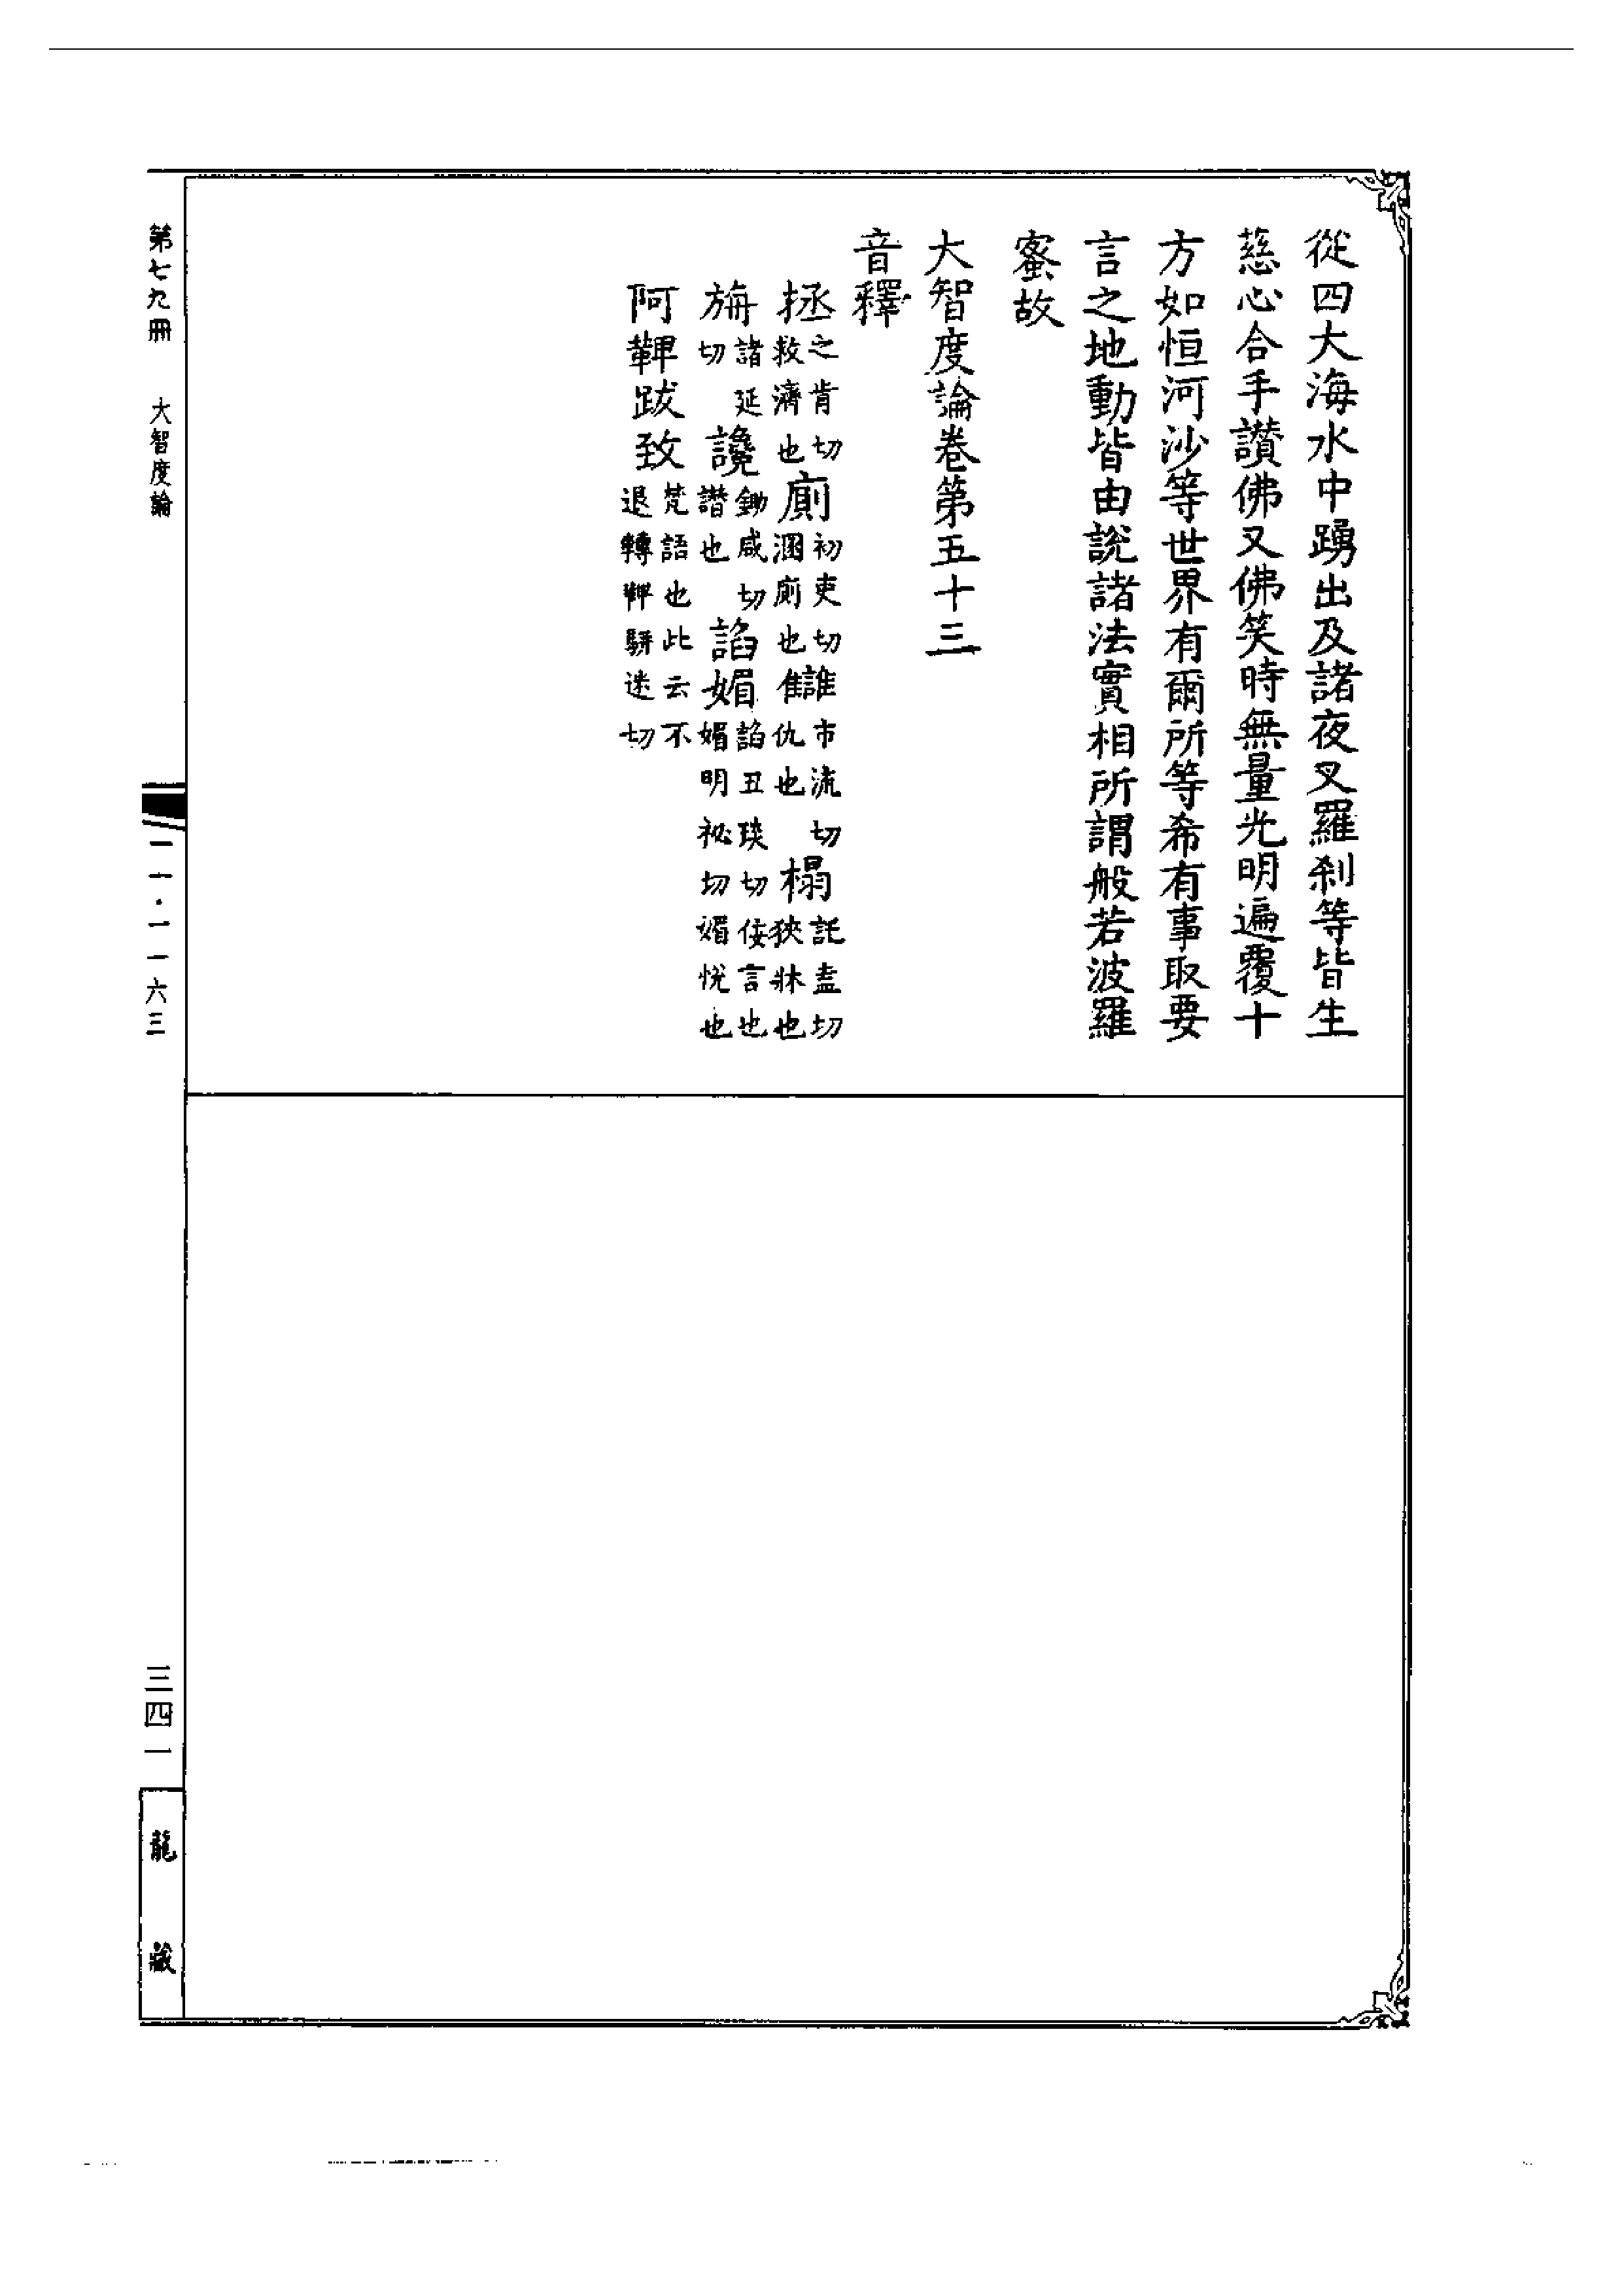 從四大海水中踴出及諸夜叉羅刹等皆生
慈心合手讃佛又佛笑時無量光明遍覆十
方如恒河沙等世界有爾所等希有事取要
言之地動皆由說諸法實相所謂般若波羅
蜜故
大智度論卷第五十三
音釋
拯之肯切救濟也廁初吏切溷廁也讎市流切仇也榻託盍切狹牀也
旃諸延切讒鋤咸切譖也諂媚諂丑琰切佞言也媚明祕切媚悅也
阿鞞跋致梵語也此云不退轉鞞駢迷切
第七九冊 大智度論 一一·一一六三 三四一 龍藏